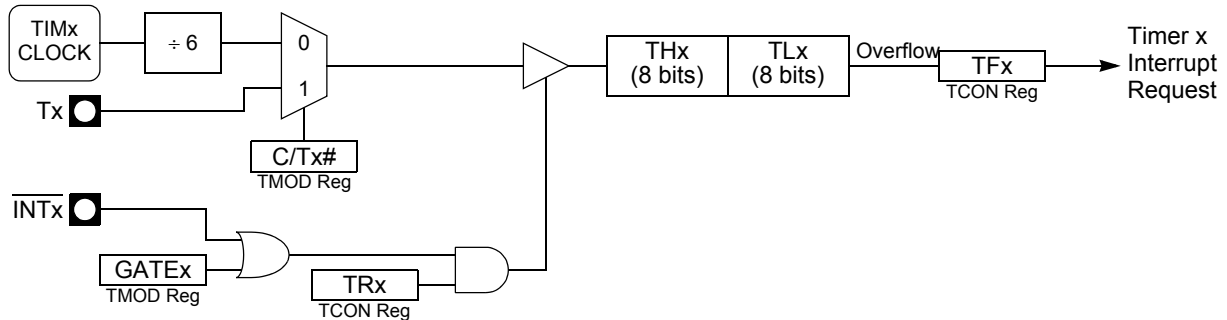 TIMx
CLOCK
÷ 6
0
1
Tx
C/Tx#
TMOD Reg
INTx
GATEx
TMOD Reg
TRx
TCON Reg
THx
(8 bits)
TLx
(8 bits)
Overflow
TFx
TCON Reg
Timer x
Interrupt
Request